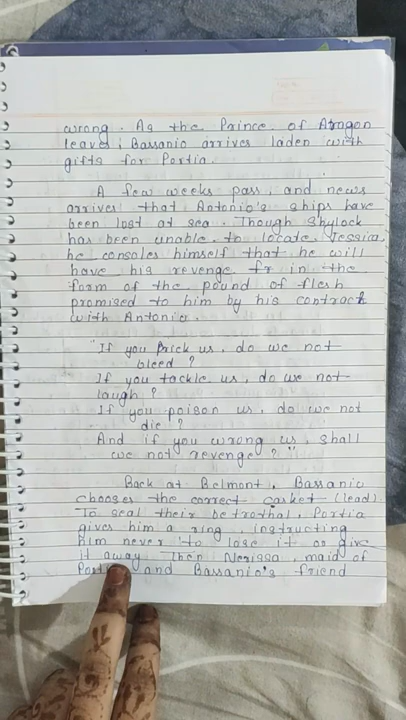 wrong. As the Prince of Aragon
leaves, Bassanio arrives laden with
gifts for Portia.
A few weeks pass, and news
arrives that Antonio's ships have
been lost at sea. Though Shylock
has been unable to locate Jessica,
he consoles himself that he will
have his revenge fr in the
form of the pound of flesh
promised to him by his contract
with Antonio.
"If you Prick us, do we not
bleed?
If you tackle us, do we not
laugh?
If you poison us, do we not
die?
And if you wrong us, shall
we not revenge?"
Back at Belmont, Bassanio
chooses the correct casket (lead).
To seal their betrothal, Portia
gives him a ring, instructing
him never to lose it or give
it away. Then Nerissa, maid of
and Bassanio's friend